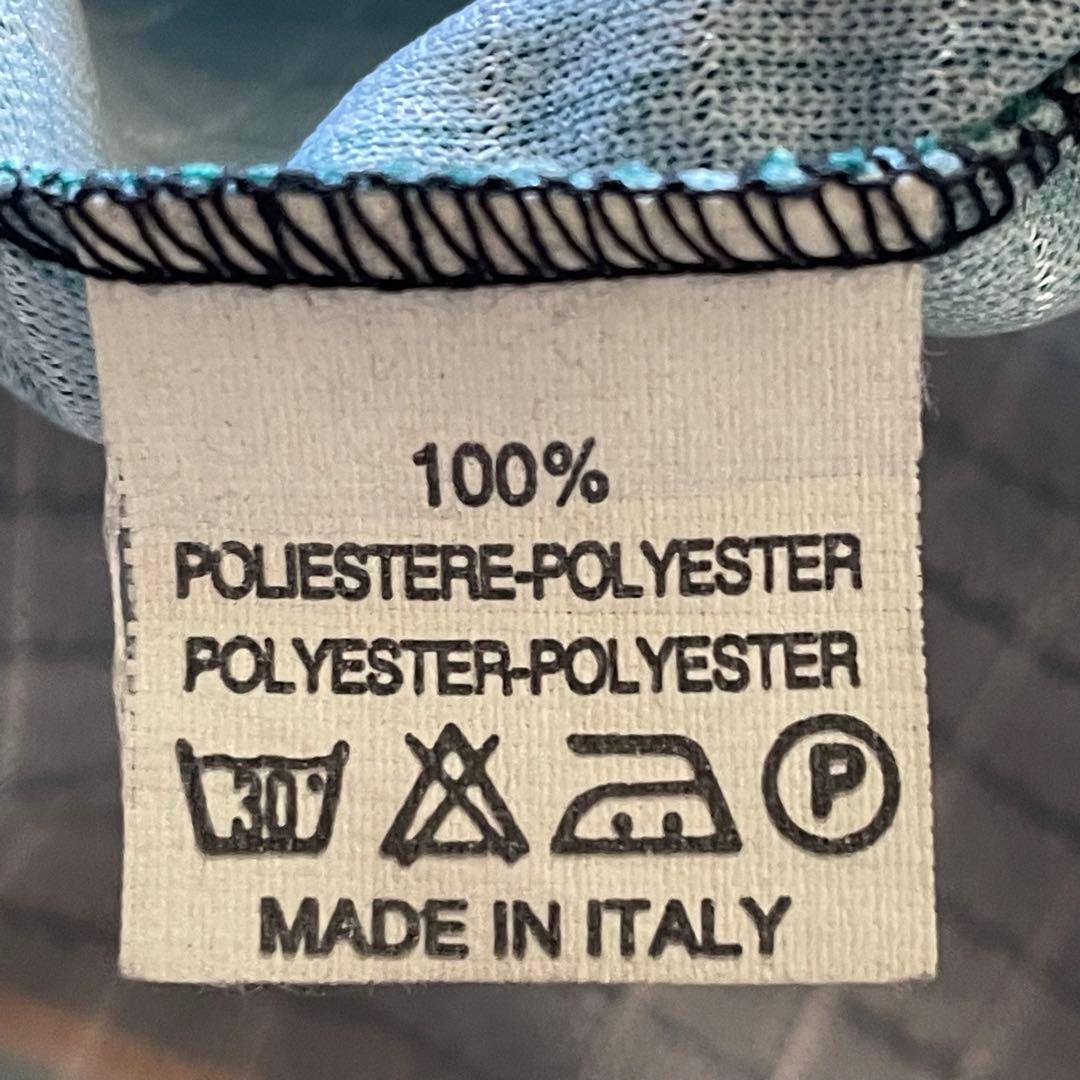 100%
POLIESTERE-POLYESTER
POLYESTER-POLYESTER
30° P
MADE IN ITALY